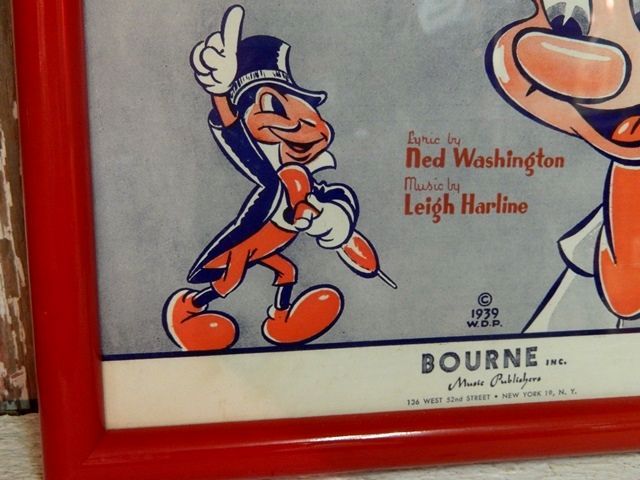 Lyric by
Ned Washington
Music by
Leigh Harline
©
1939
W.D.P.
BOURNE INC.
Music Publishers
136 WEST 52nd STREET • NEW YORK 19, N. Y.